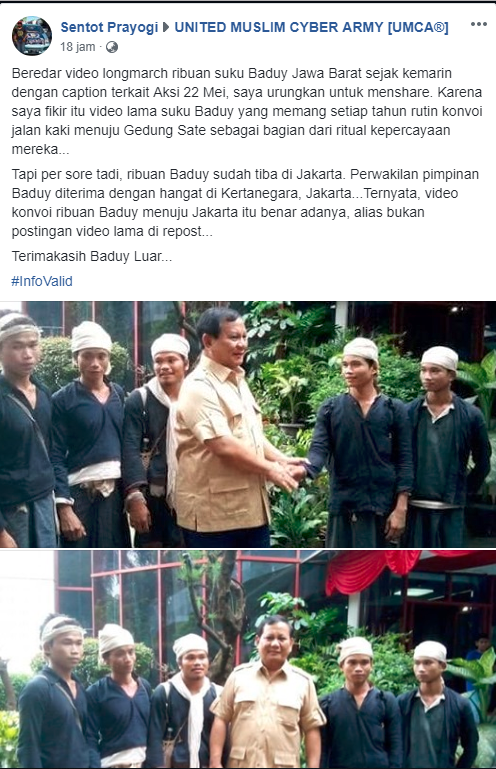 Sentot Prayogi ▸ UNITED MUSLIM CYBER ARMY [UMCA®]
18 jam ·
Beredar video longmarch ribuan suku Baduy Jawa Barat sejak kemarin
dengan caption terkait Aksi 22 Mei, saya urungkan untuk menshare. Karena
saya fikir itu video lama suku Baduy yang memang setiap tahun rutin konvoi
jalan kaki menuju Gedung Sate sebagai bagian dari ritual kepercayaan
mereka...
Tapi per sore tadi, ribuan Baduy sudah tiba di Jakarta. Perwakilan pimpinan
Baduy diterima dengan hangat di Kertanegara, Jakarta...Ternyata, video
konvoi ribuan Baduy menuju Jakarta itu benar adanya, alias bukan
postingan video lama di repost...
Terimakasih Baduy Luar...
#InfoValid